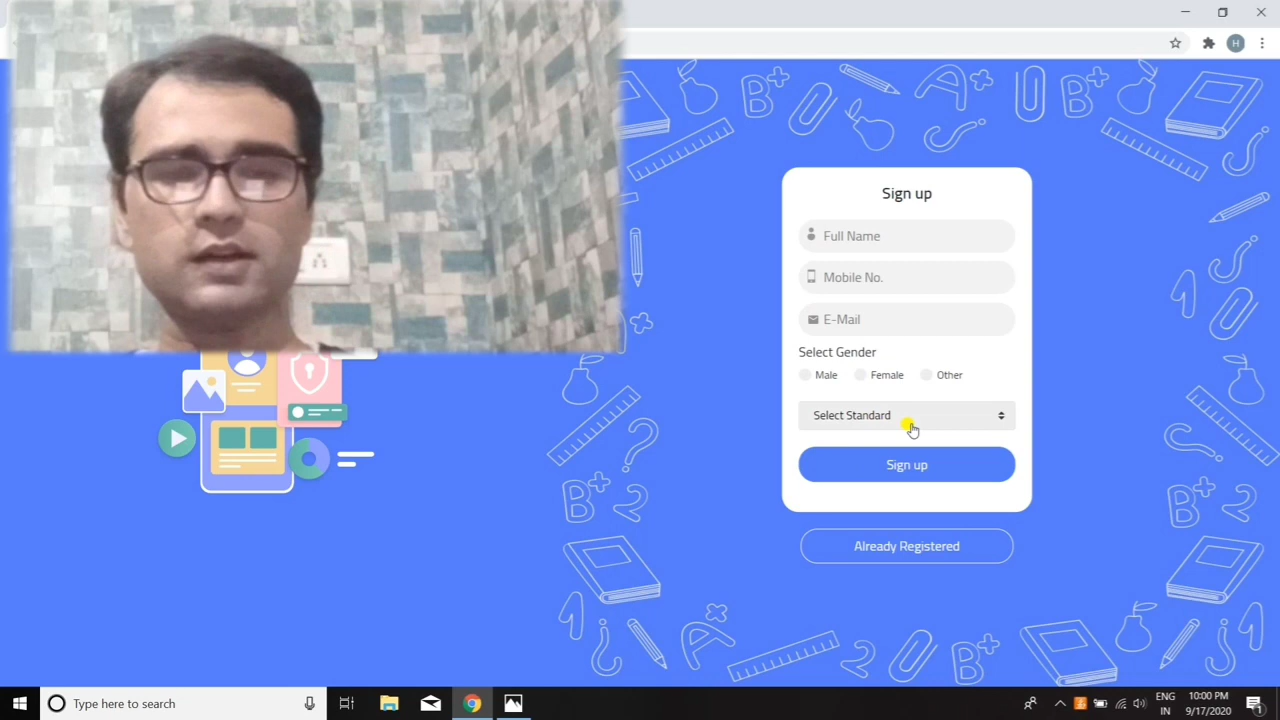 H
Sign up
Full Name
Mobile No.
E-Mail
Select Gender
Male Female Other
Select Standard
Sign up
Already Registered
Type here to search
ENG
IN
10:00 PM
9/17/2020
1